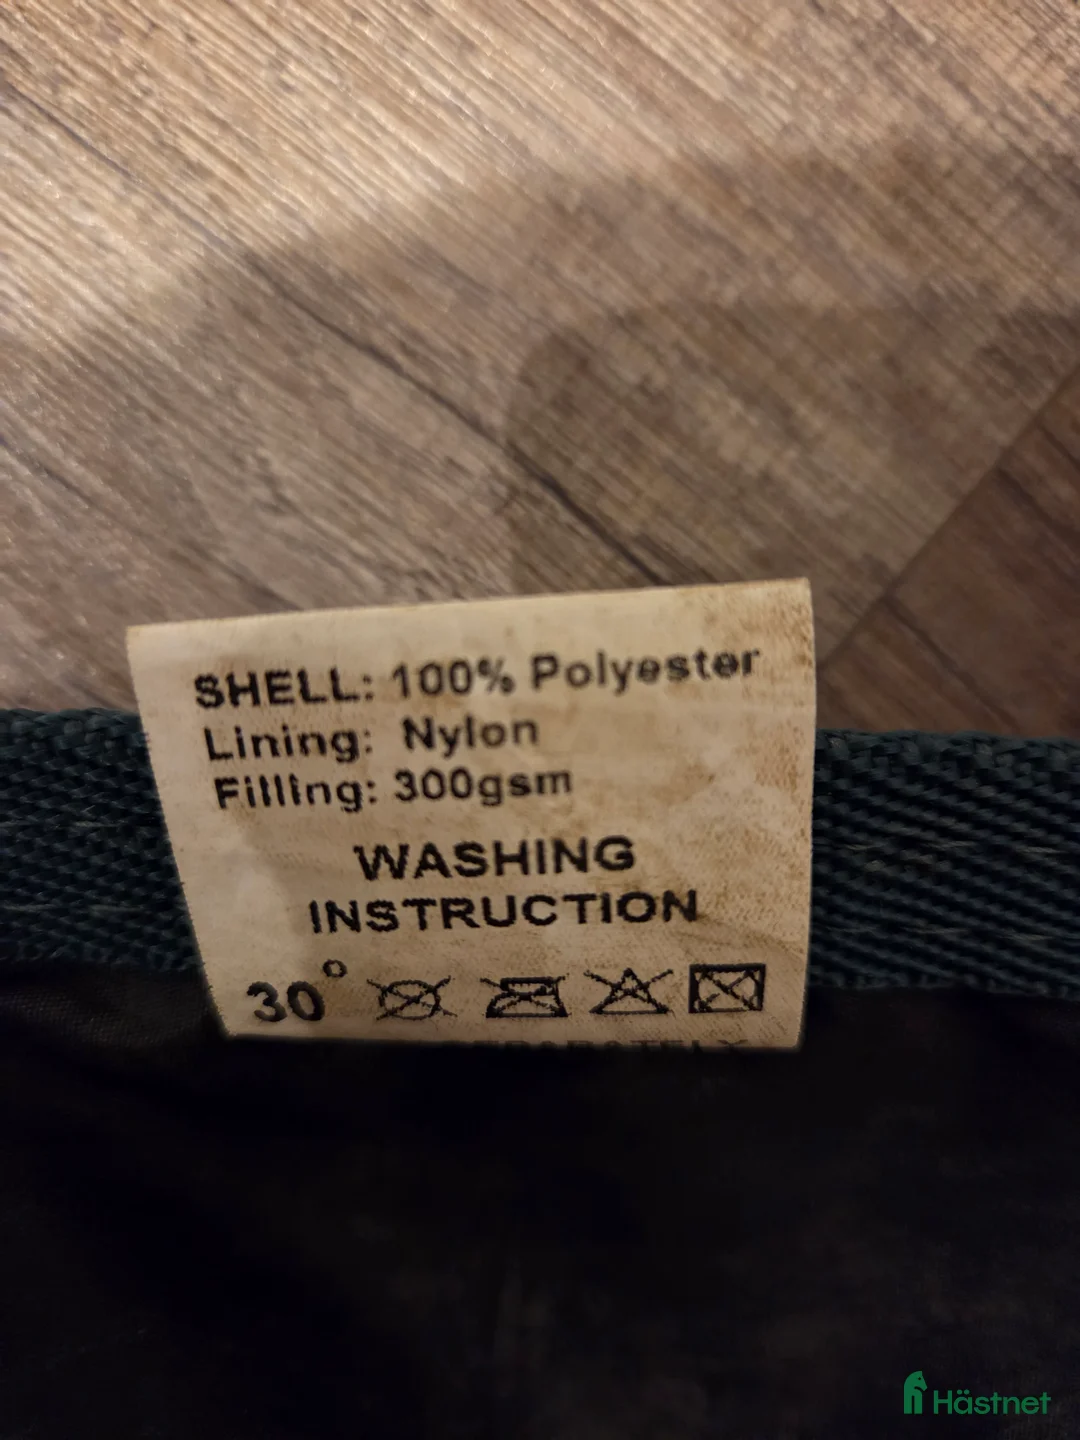 SHELL: 100% Polyester
Lining: Nylon
Filling: 300gsm
WASHING
INSTRUCTION
30°
Hästnet